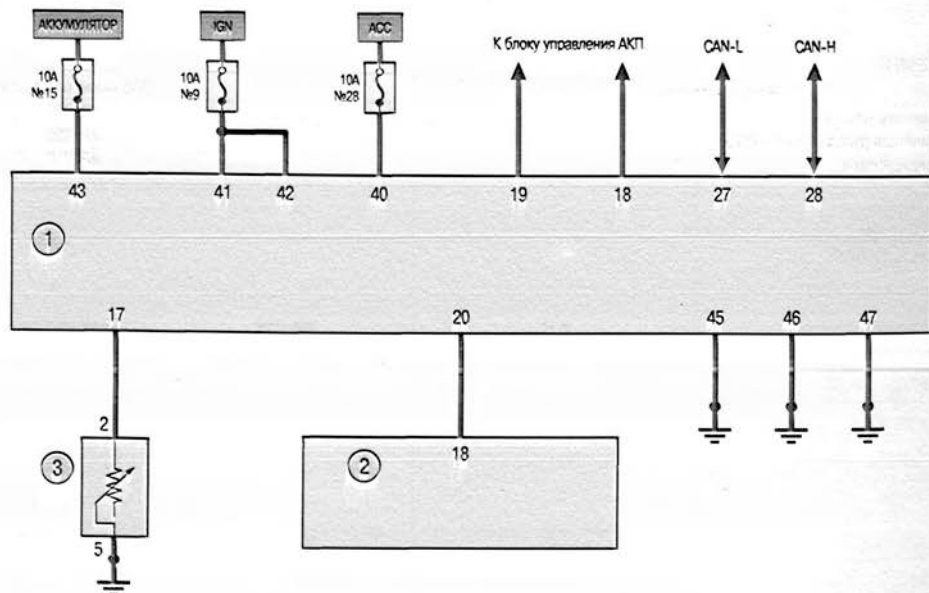 АККУМУЛЯТОР IGN ACC
К блоку управления АКП CAN-L CAN-H
10A №15
10A №9
10A №28
43 41 42 40 19 18 27 28
1
17 20 45 46 47
2 18
3 2
5